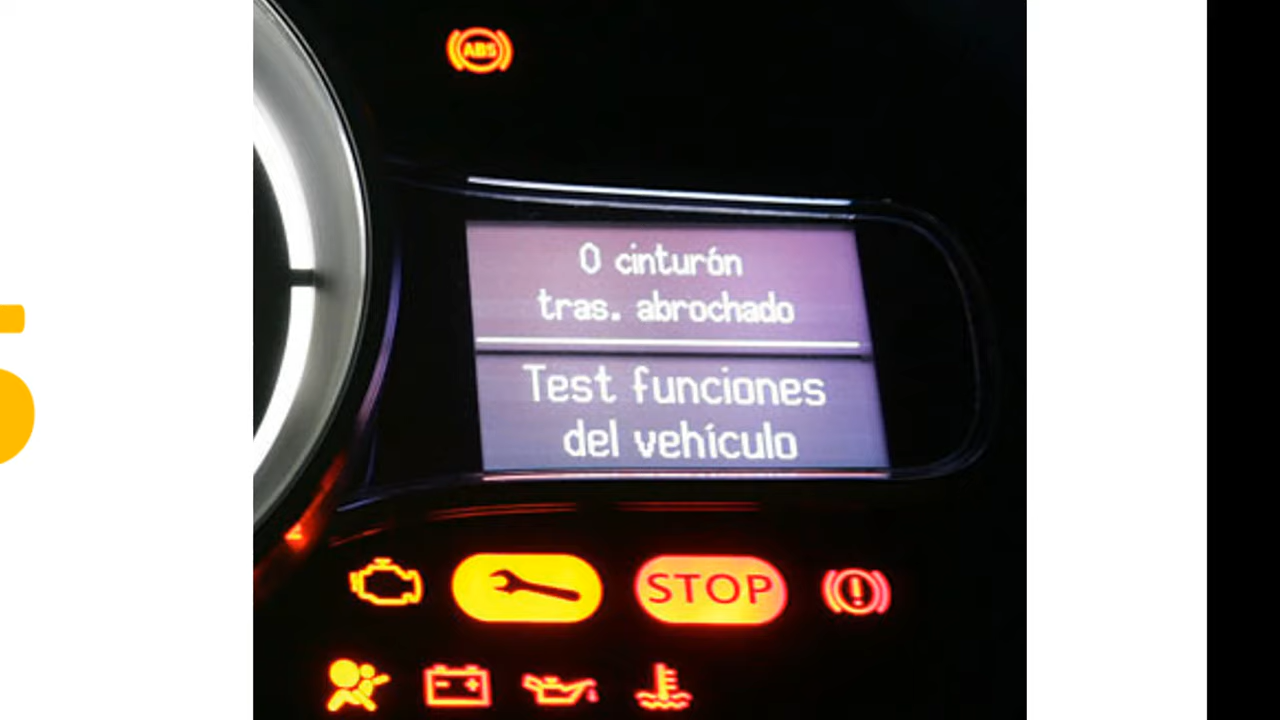 ABS
0 cinturón
tras. abrochado
Test funciones
del vehículo
STOP